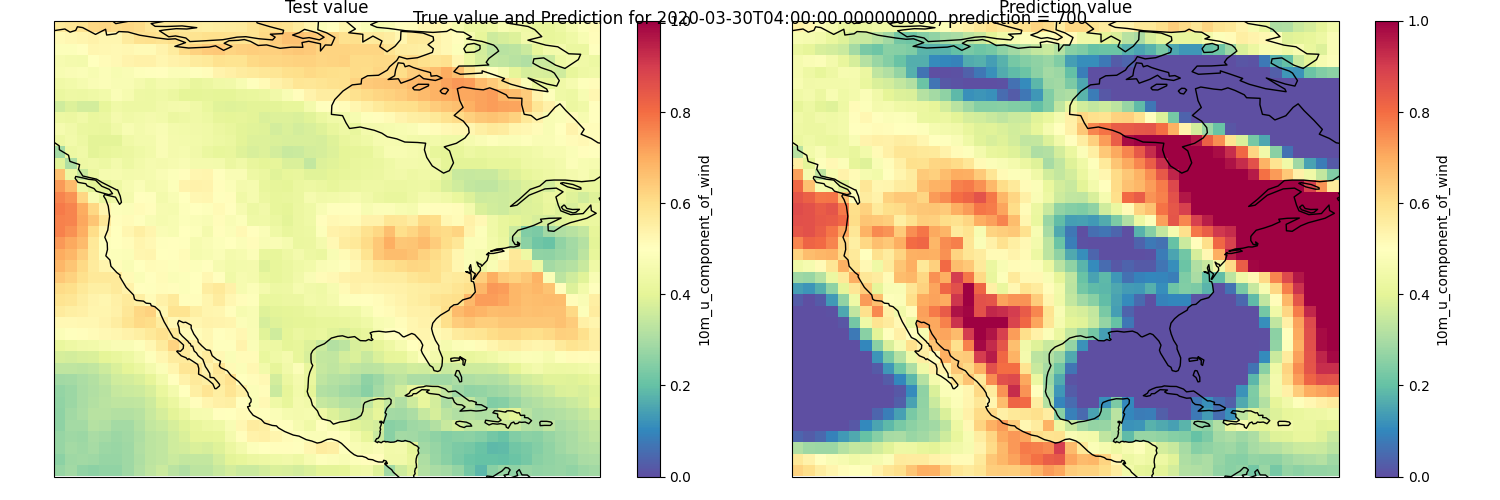 Test value
True value and Prediction for 2020-03-30T04:00:00.000000000, prediction = 700
Prediction value
1.0
0.8
0.6
0.4
0.2
0.0
10m_u_component_of_wind
1.0
0.8
0.6
0.4
0.2
0.0
10m_u_component_of_wind